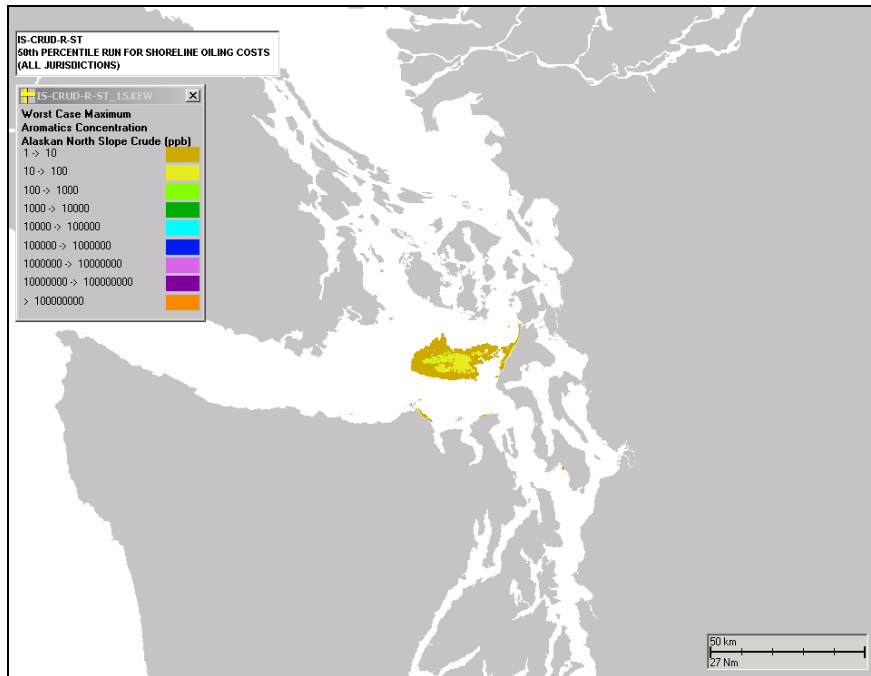 IS-CRUD-R-ST
50th PERCENTILE RUN FOR SHORELINE OILING COSTS
(ALL JURISDICTIONS)
IS-CRUD-R-ST_15.KEW
Worst Case Maximum
Aromatics Concentration
Alaskan North Slope Crude (ppb)
1 -> 10
10 -> 100
100 -> 1000
1000 -> 10000
10000 -> 100000
100000 -> 1000000
1000000 -> 10000000
10000000 -> 100000000
> 100000000
50 km
27 Nm